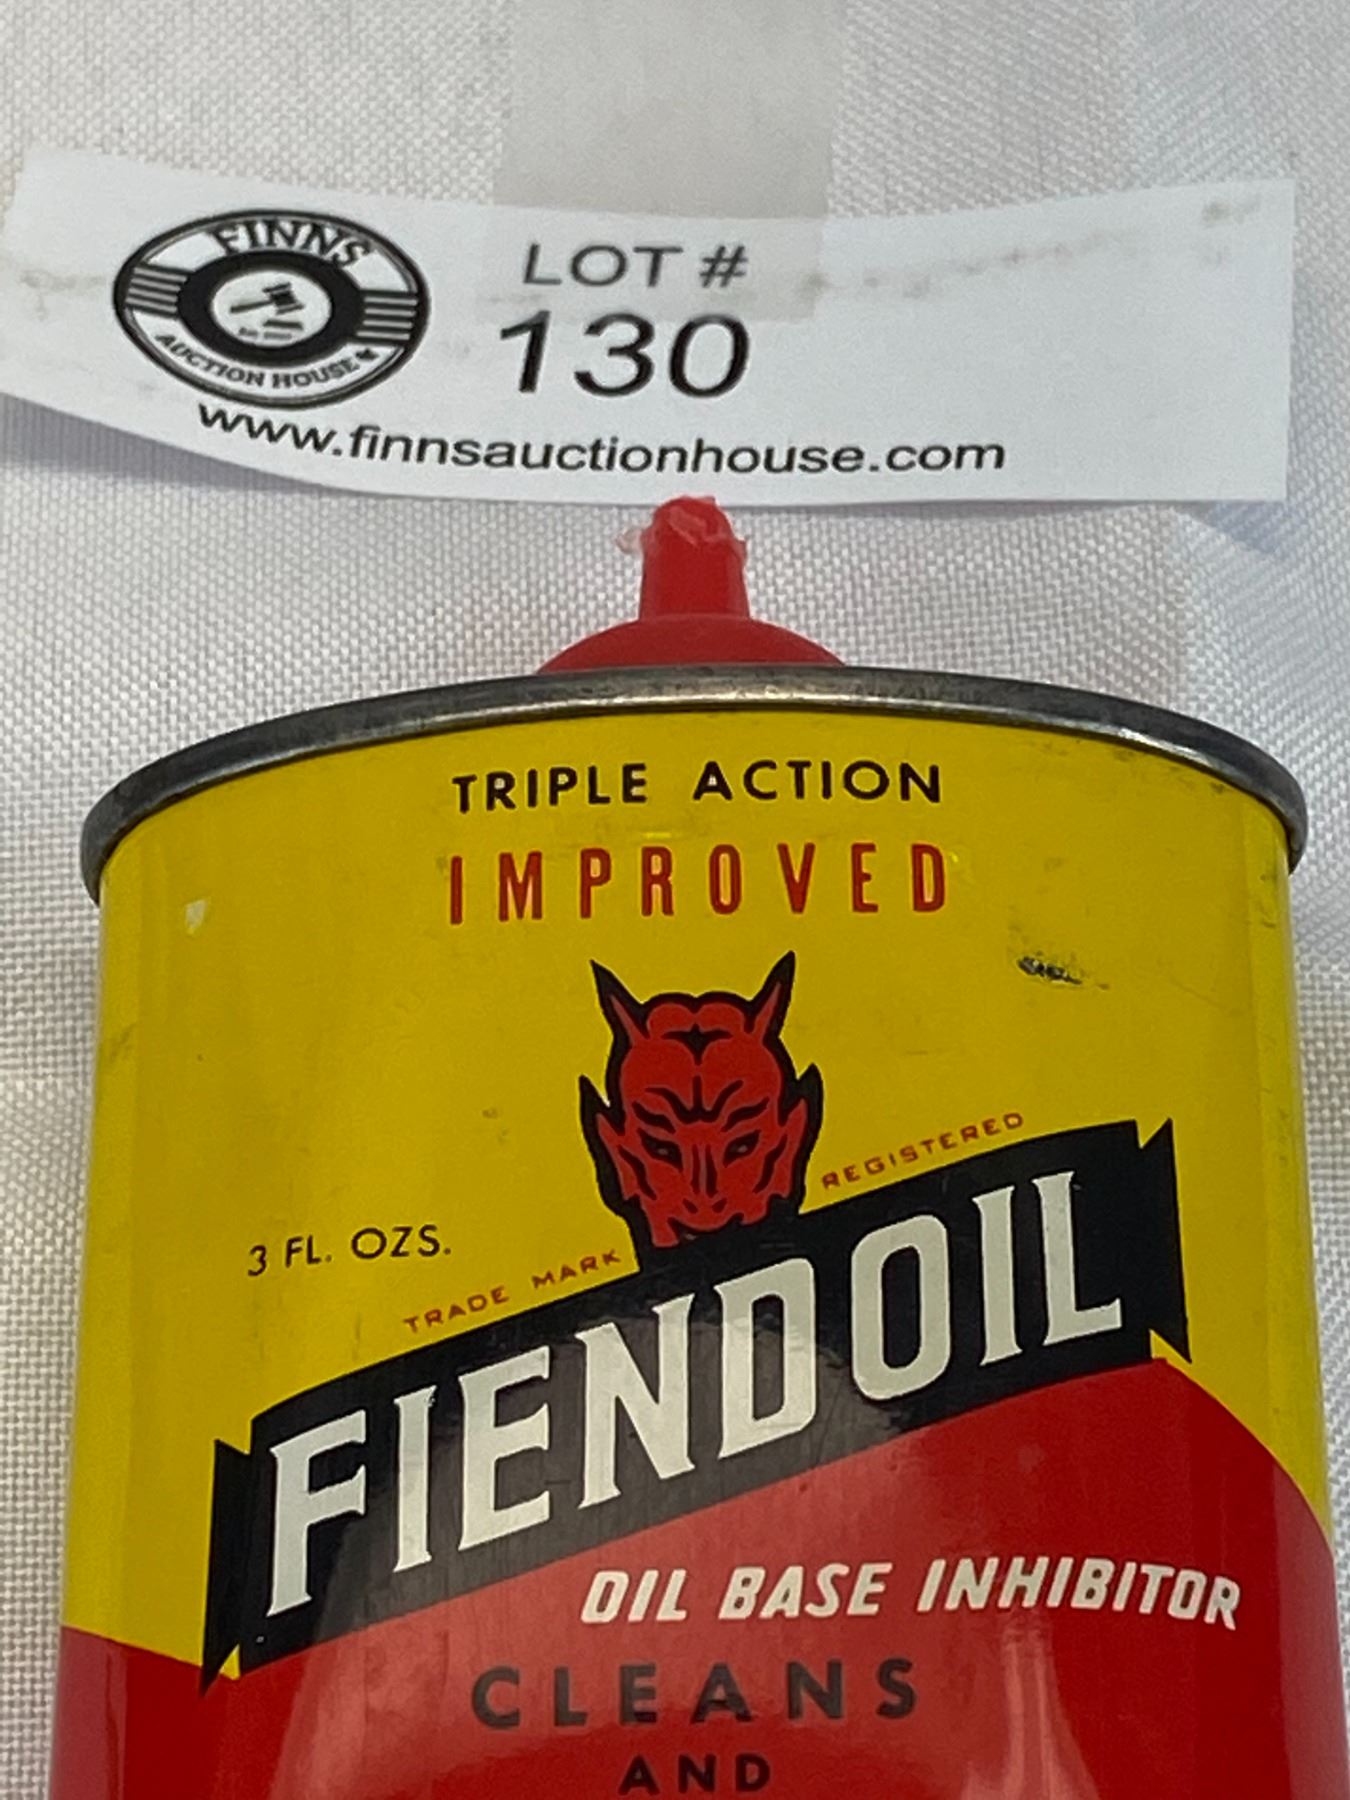 FINNS
AUCTION HOUSE
LOT #
130
www.finnsauctionhouse.com
TRIPLE ACTION
IMPROVED
3 FL. OZS.
TRADE MARK REGISTERED
FIENDOIL
OIL BASE INHIBITOR
CLEANS
AND